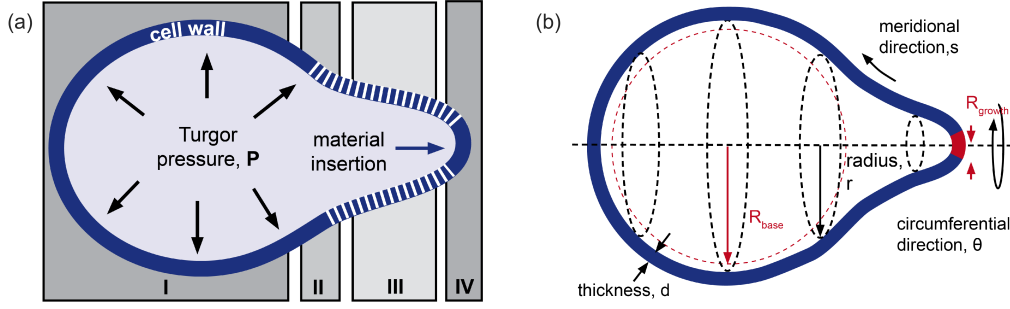 (a)
cell wall
Turgor
pressure, P
material
insertion
I
II
III
IV
(b)
meridional
direction,s
R_growth
radius,
r
R_base
circumferential
direction, θ
thickness, d